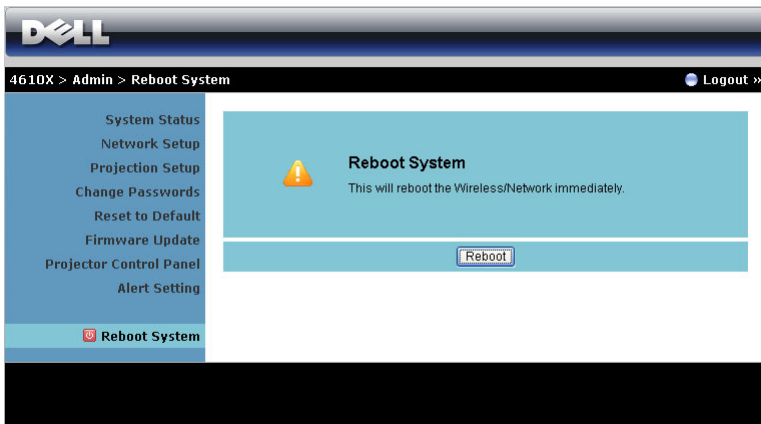 DELL
4610X > Admin > Reboot System
Logout »
System Status
Network Setup
Projection Setup
Change Passwords
Reset to Default
Firmware Update
Projector Control Panel
Alert Setting
Reboot System
Reboot System
This will reboot the Wireless/Network immediately.
Reboot